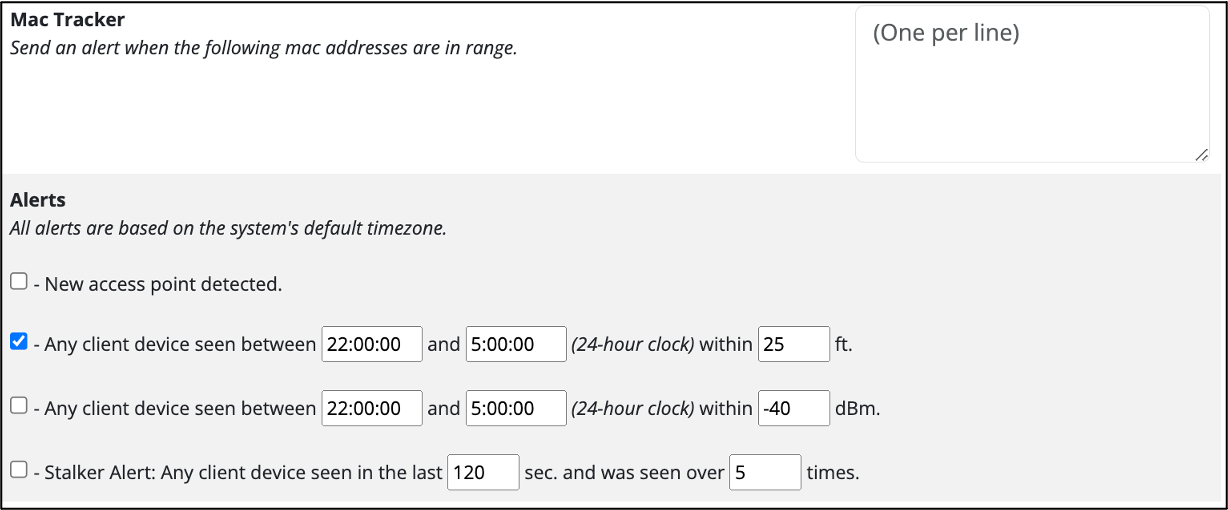 Mac Tracker
Send an alert when the following mac addresses are in range.
(One per line)
Alerts
All alerts are based on the system's default timezone.
- New access point detected.
- Any client device seen between 22:00:00 and 5:00:00 (24-hour clock) within 25 ft.
- Any client device seen between 22:00:00 and 5:00:00 (24-hour clock) within -40 dBm.
- Stalker Alert: Any client device seen in the last 120 sec. and was seen over 5 times.